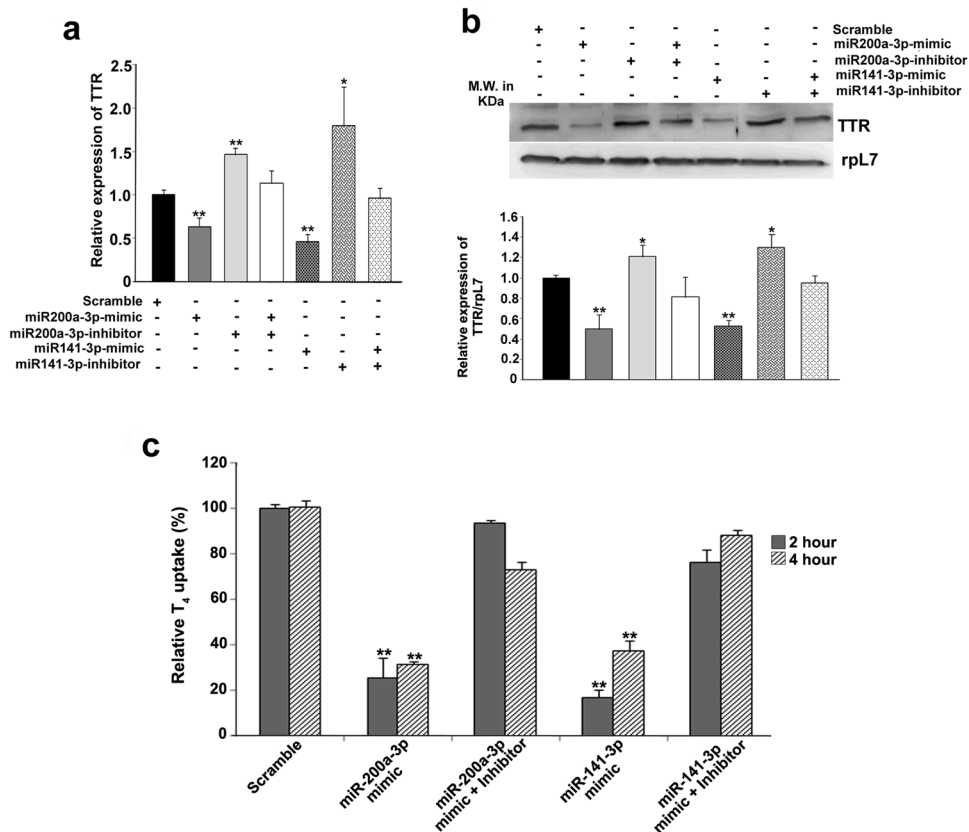 a
Relative expression of TTR
2.5
2.0
1.5
1.0
0.5
0
** ** ** *
Scramble + - - - - - -
miR200a-3p-mimic - + - + - - -
miR200a-3p-inhibitor - - + + - - -
miR141-3p-mimic - - - - + - +
miR141-3p-inhibitor - - - - - + +
b
+ - - - - - - Scramble
- + - + - - - miR200a-3p-mimic
- - + + - - - miR200a-3p-inhibitor
- - - - + - + miR141-3p-mimic
- - - - - + + miR141-3p-inhibitor
M.W. in
KDa
TTR
rpL7
Relative expression of
TTR/rpL7
1.6
1.4
1.2
1.0
0.8
0.6
0.4
0.2
0
** * ** *
c
Relative T4 uptake (%)
120
100
80
60
40
20
0
** ** ** **
2 hour
4 hour
Scramble
miR-200a-3p
mimic
miR-200a-3p
mimic + Inhibitor
miR-141-3p
mimic
miR-141-3p
mimic + Inhibitor